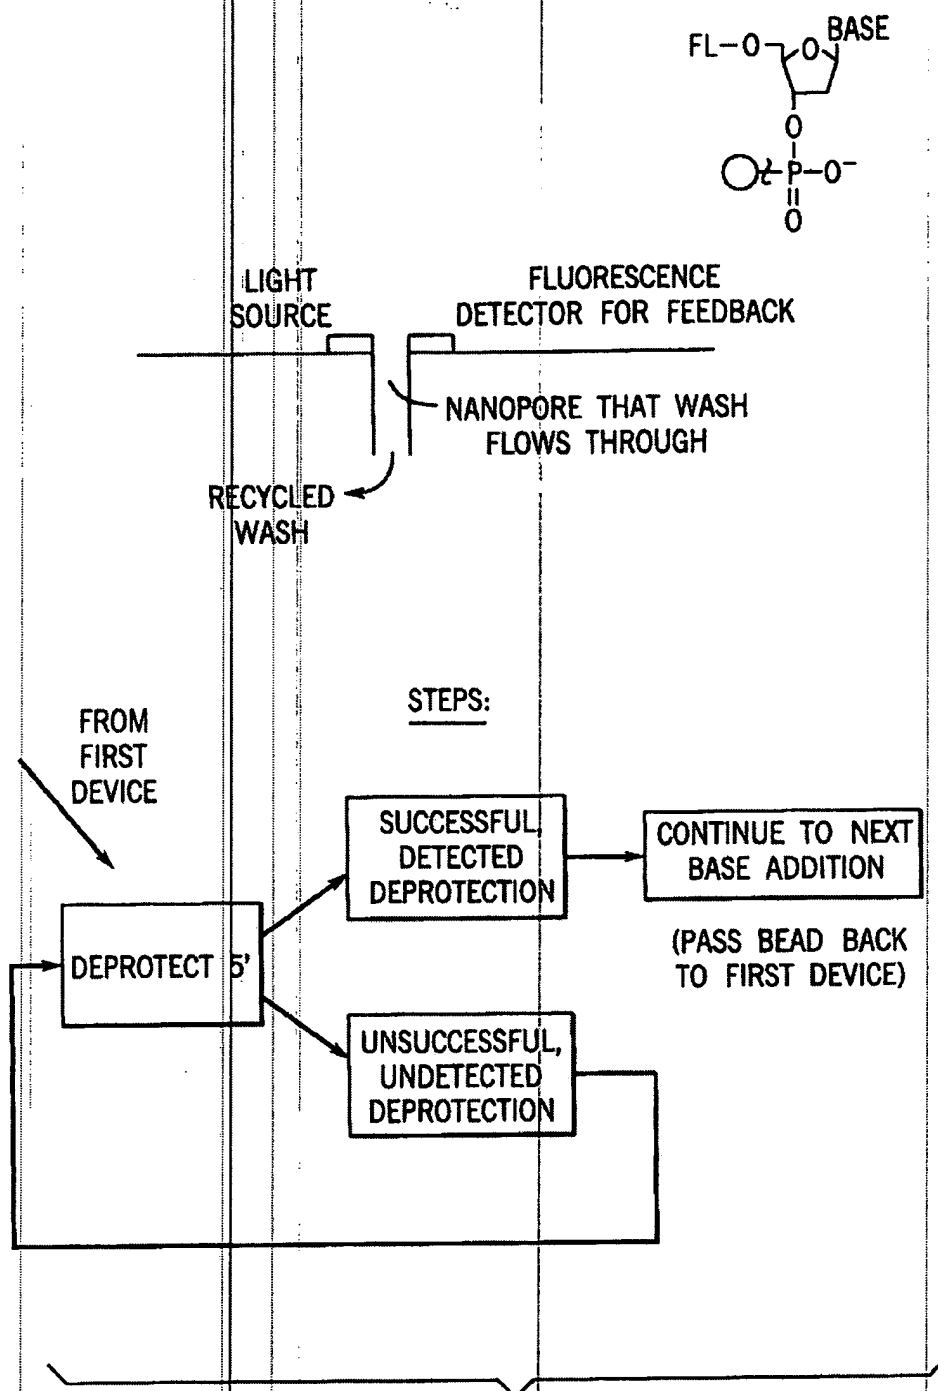 BASE
FL-O
O
O
P-O⁻
O
LIGHT
SOURCE
FLUORESCENCE
DETECTOR FOR FEEDBACK
NANOPORE THAT WASH
FLOWS THROUGH
RECYCLED
WASH
STEPS:
FROM
FIRST
DEVICE
DEPROTECT 5'
SUCCESSFUL,
DETECTED
DEPROTECTION
CONTINUE TO NEXT
BASE ADDITION
(PASS BEAD BACK
TO FIRST DEVICE)
UNSUCCESSFUL,
UNDETECTED
DEPROTECTION